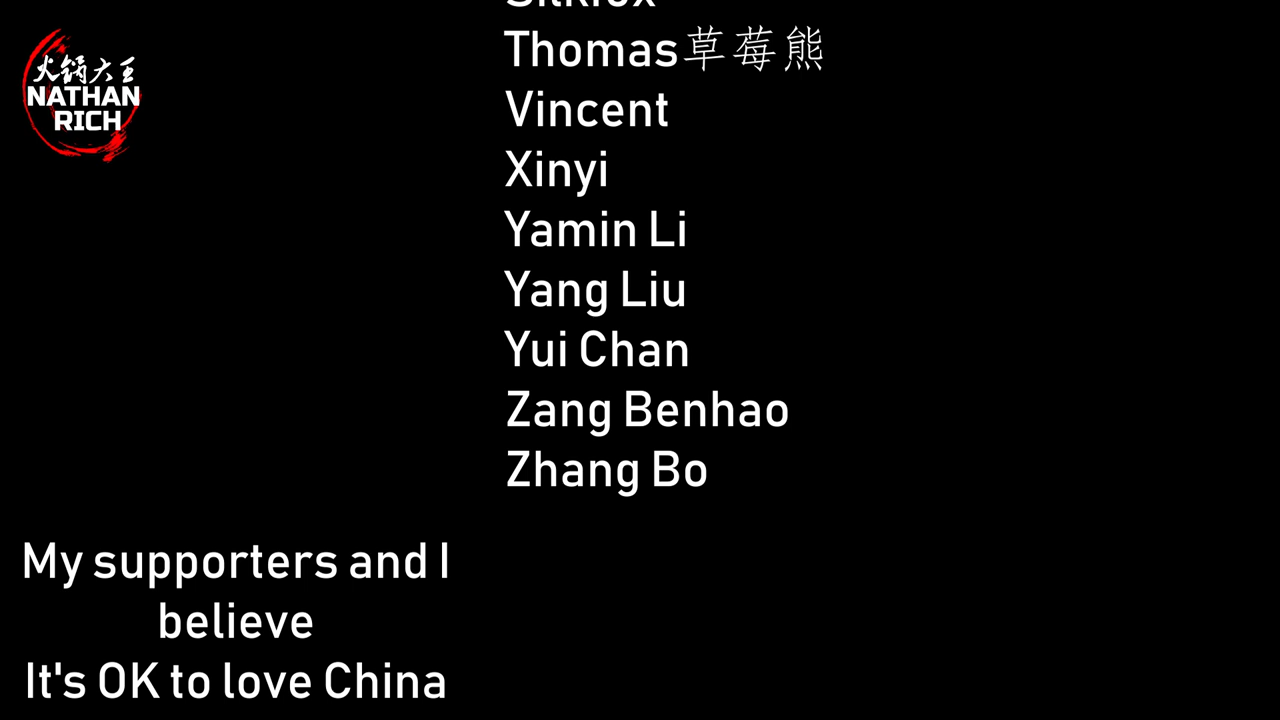 火锅大王
NATHAN
RICH
Thomas草莓熊
Vincent
Xinyi
Yamin Li
Yang Liu
Yui Chan
Zang Benhao
Zhang Bo
My supporters and I
believe
It's OK to love China